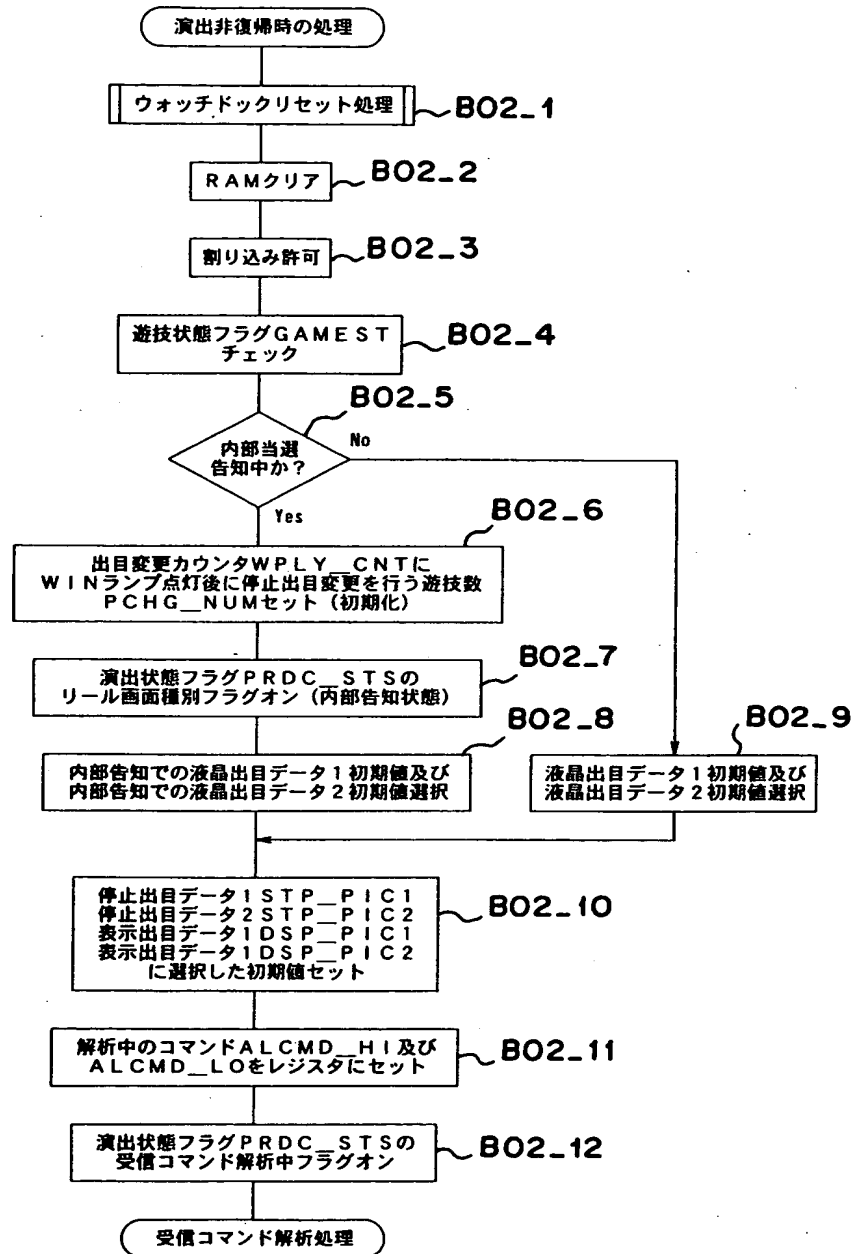 演出非復帰時の処理
ウォッチドックリセット処理
B02_1
RAMクリア
B02_2
割り込み許可
B02_3
遊技状態フラグGAMEST
チェック
B02_4
B02_5
内部当選
告知中か?
No
Yes
B02_6
出目変更カウンタWPLY__CNTに
WINランプ点灯後に停止出目変更を行う遊技数
PCHG__NUMセット(初期化)
B02_7
演出状態フラグPRDC__STSの
リール画面種別フラグオン(内部告知状態)
B02_8
内部告知での液晶出目データ1初期値及び
内部告知での液晶出目データ2初期値選択
B02_9
液晶出目データ1初期値及び
液晶出目データ2初期値選択
停止出目データ1STP__PIC1
停止出目データ2STP__PIC2
表示出目データ1DSP__PIC1
表示出目データ1DSP__PIC2
に選択した初期値セット
B02_10
解析中のコマンドALCMD__HI及び
ALCMD__LOをレジスタにセット
B02_11
演出状態フラグPRDC__STSの
受信コマンド解析中フラグオン
B02_12
受信コマンド解析処理